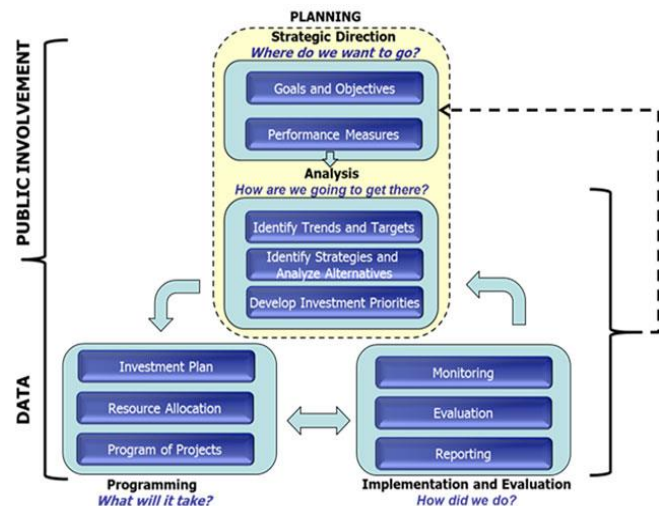 PLANNING
Strategic Direction
Where do we want to go?
Goals and Objectives
Performance Measures
Analysis
How are we going to get there?
Identify Trends and Targets
Identify Strategies and
Analyze Alternatives
Develop Investment Priorities
PUBLIC INVOLVEMENT
DATA
Investment Plan
Resource Allocation
Program of Projects
Programming
What will it take?
Monitoring
Evaluation
Reporting
Implementation and Evaluation
How did we do?